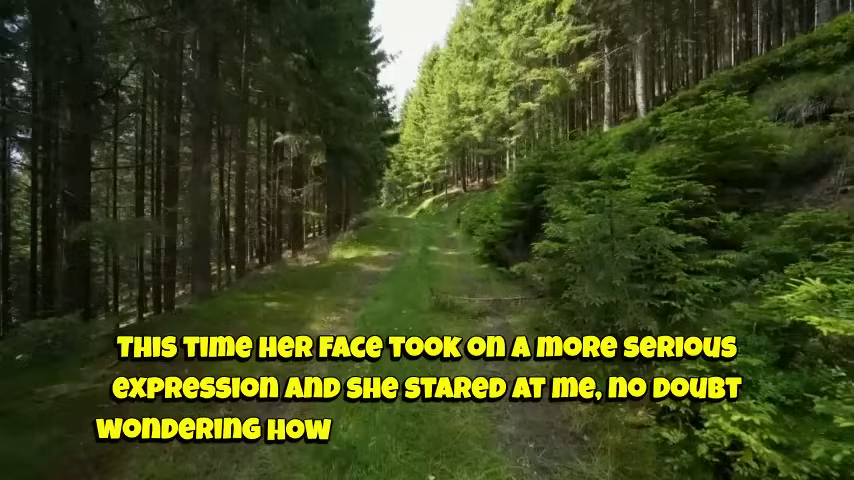 This time her face took on a more serious
expression and she stared at me, no doubt
wondering how